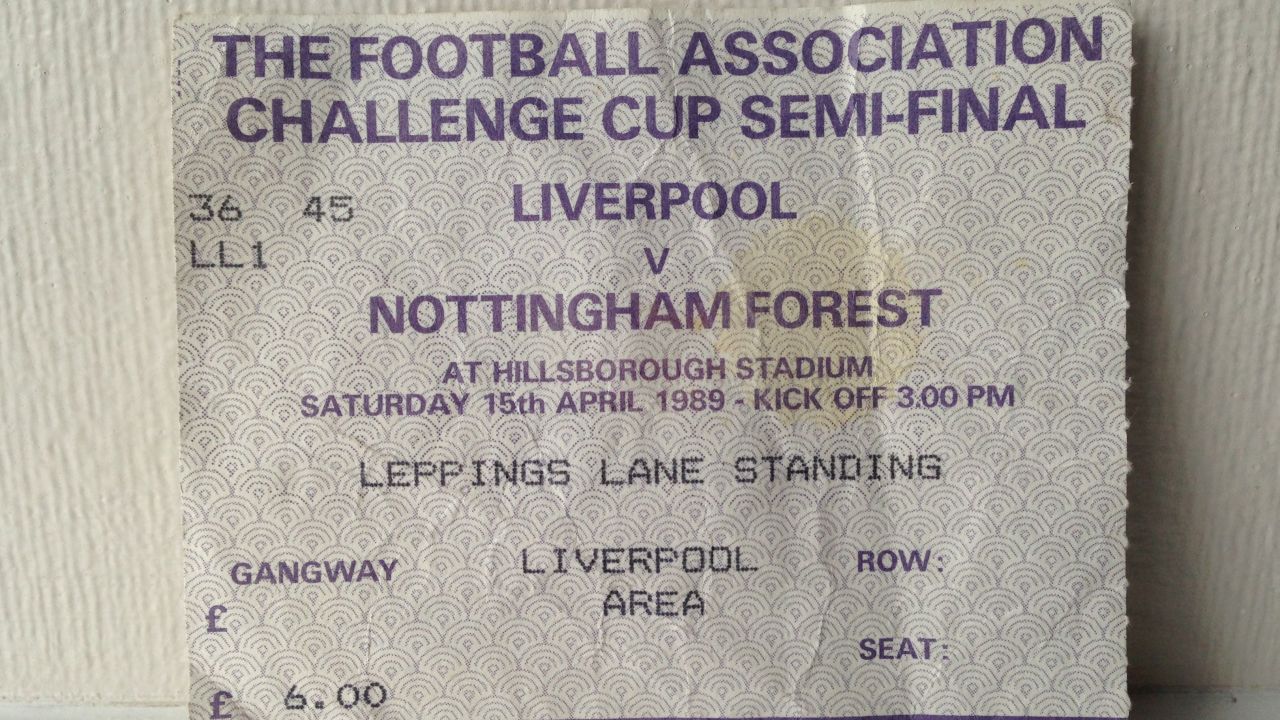 THE FOOTBALL ASSOCIATION
CHALLENGE CUP SEMI-FINAL
36 45
LL1
LIVERPOOL
V
NOTTINGHAM FOREST
AT HILLSBOROUGH STADIUM
SATURDAY 15th APRIL 1989 - KICK OFF 3.00 PM
LEPPINGS LANE STANDING
GANGWAY
LIVERPOOL
AREA
ROW:
SEAT:
£
£ 6.00